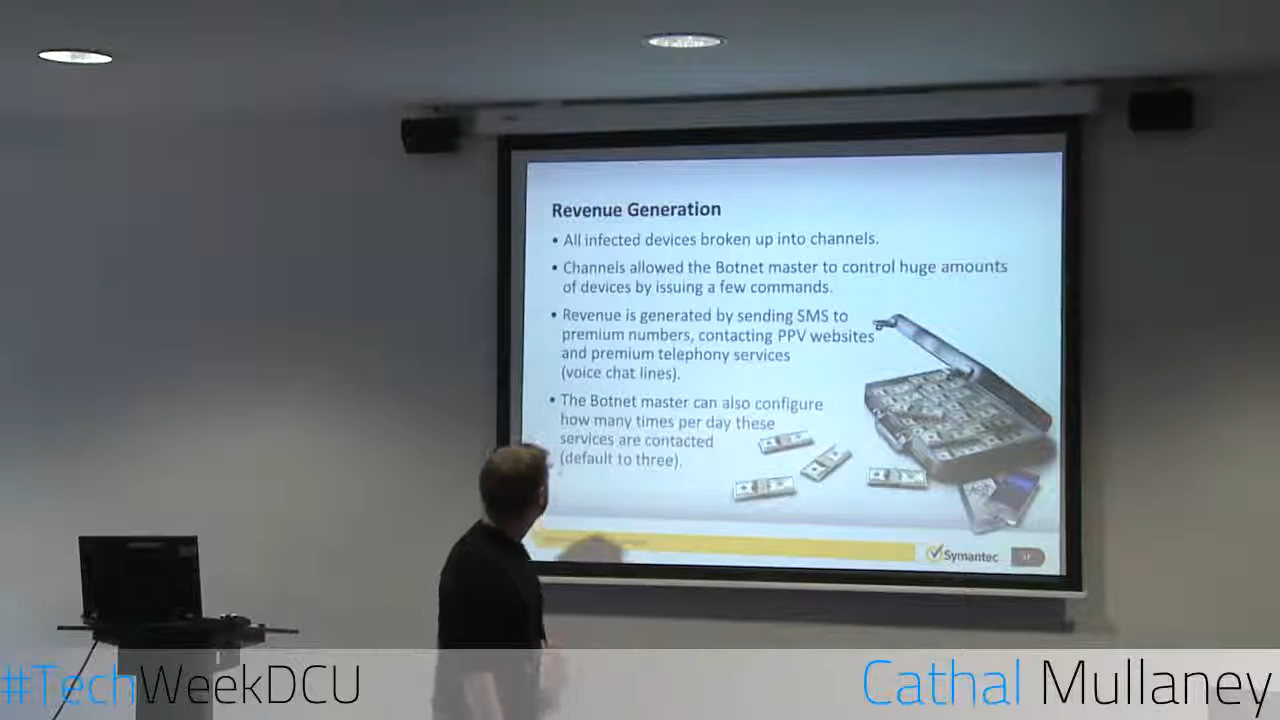 Revenue Generation
• All infected devices broken up into channels.
• Channels allowed the Botnet master to control huge amounts
of devices by issuing a few commands.
• Revenue is generated by sending SMS to
premium numbers, contacting PPV websites
and premium telephony services
(voice chat lines).
• The Botnet master can also configure
how many times per day these
services are contacted
(default to three).
Symantec
#TechWeekDCU
Cathal Mullaney